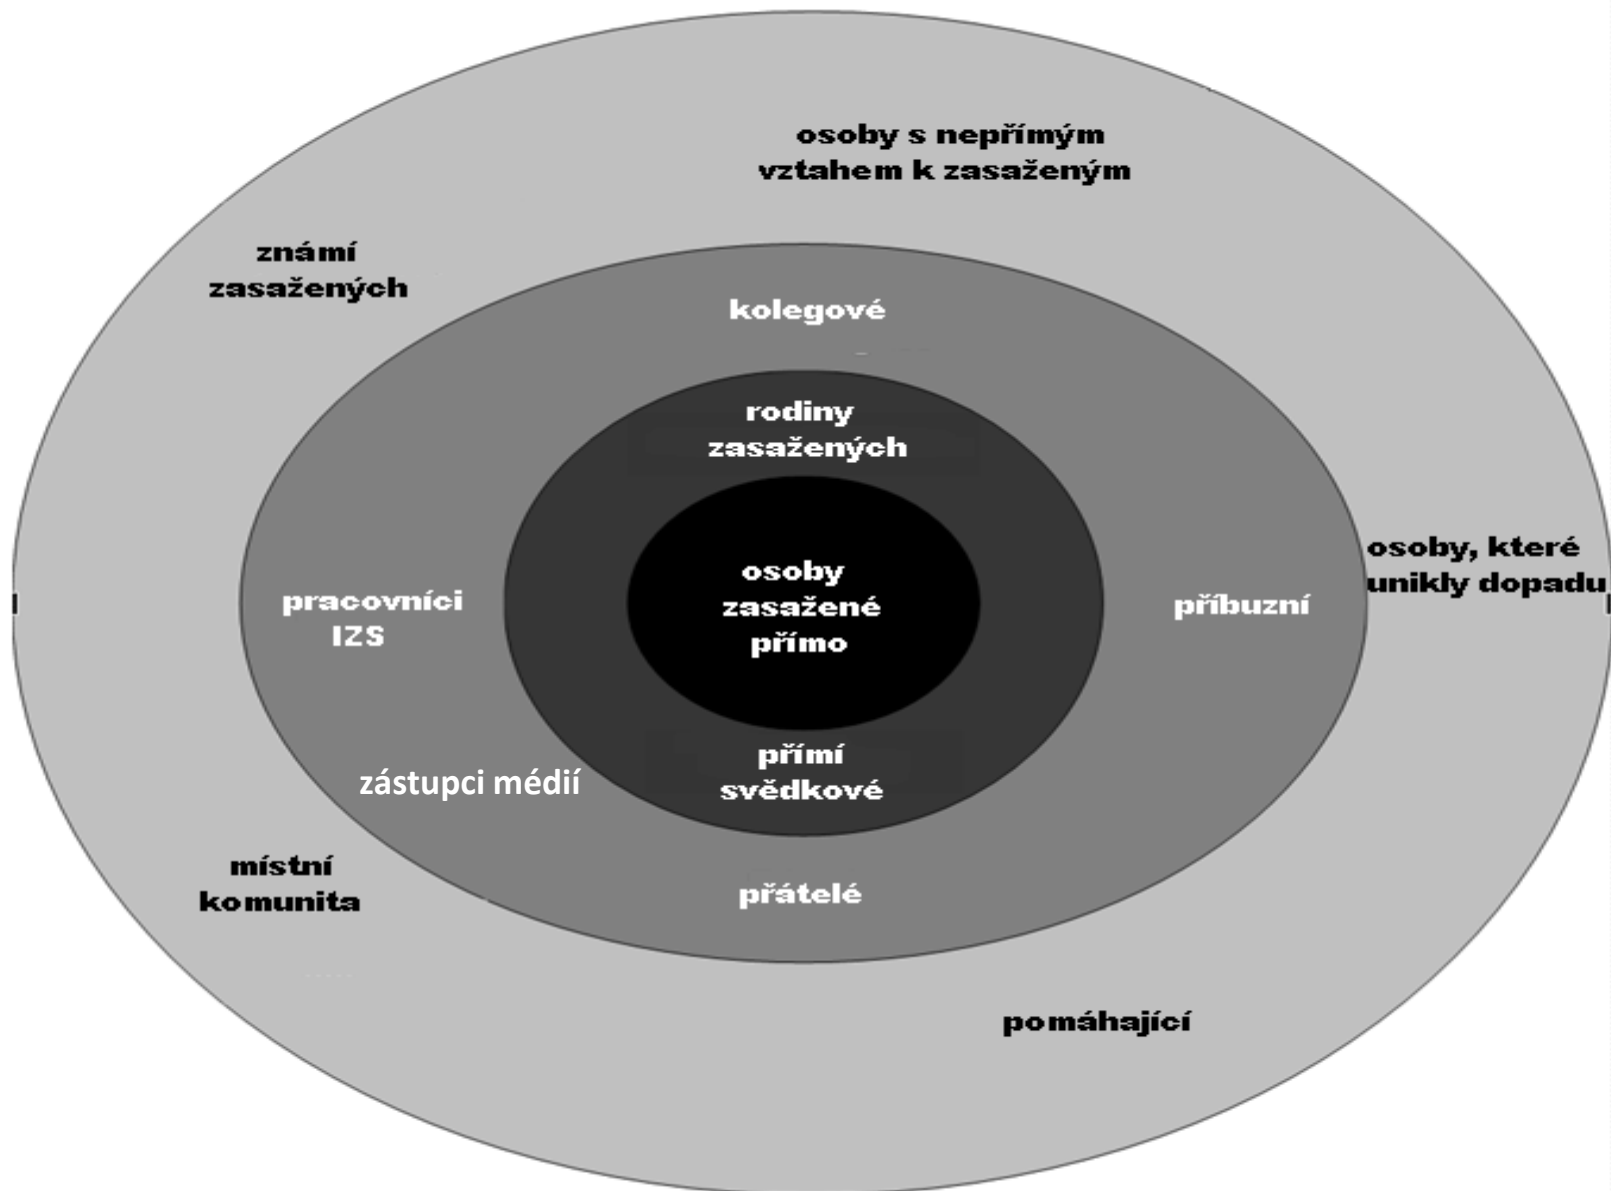 osoby s nepřímým
vztahem k zasaženým
známí
zasažených
kolegové
rodiny
zasažených
osoby
zasažené
přímo
osoby, které
unikly dopadu
pracovníci
IZS
příbuzní
přímí
svědkové
zástupci médií
místní
komunita
přátelé
pomáhající